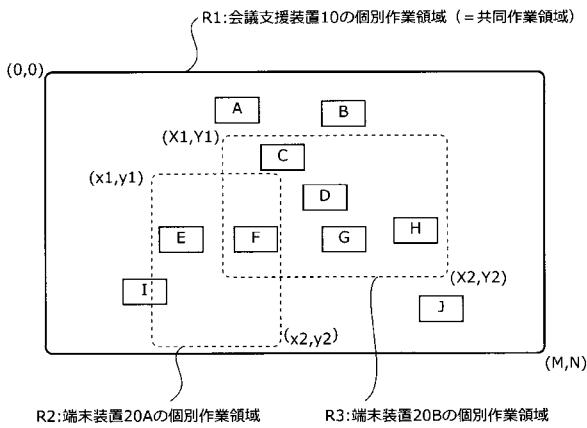 R1:会議支援装置10の個別作業領域（＝共同作業領域）
(0,0)
A
B
(X1,Y1)
C
(x1,y1)
D
E
F
G
H
I
(X2,Y2)
J
(x2,y2)
(M,N)
R2:端末装置20Aの個別作業領域
R3:端末装置20Bの個別作業領域